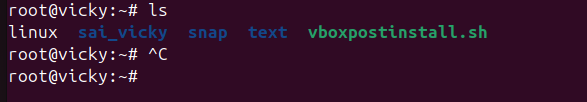 root@vicky:~# ls
linux  sai_vicky  snap  text  vboxpostinstall.sh
root@vicky:~# ^C
root@vicky:~#